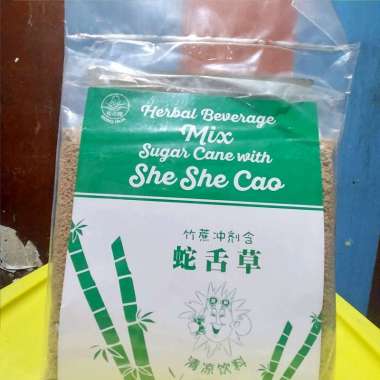 Herbal Beverage
Mix
Sugar Cane with
She She Cao
竹蔗冲剂含
蛇舌草
清凉饮料